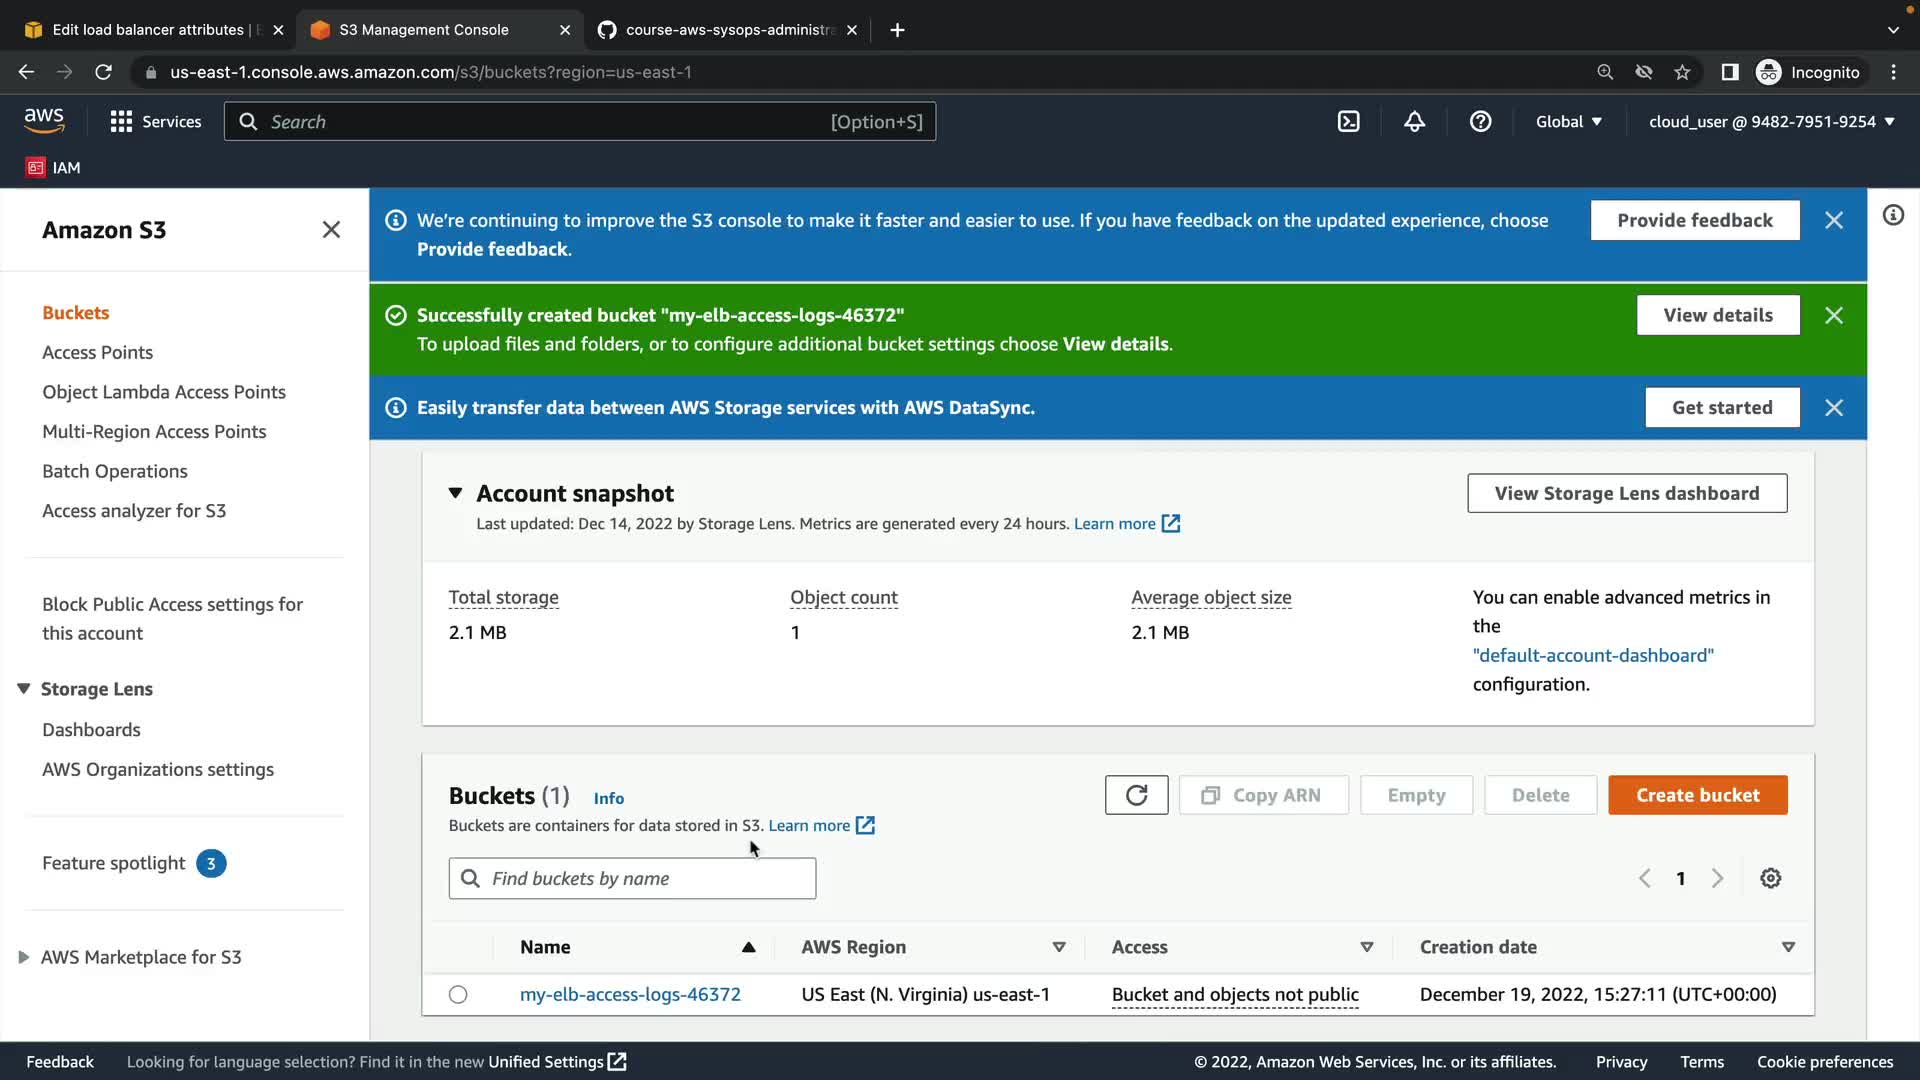 Edit load balancer attributes | E
S3 Management Console
course-aws-sysops-administra
us-east-1.console.aws.amazon.com/s3/buckets?region=us-east-1
Incognito
aws
Services
Search
[Option+S]
Global
cloud_user @ 9482-7951-9254
IAM
Amazon S3
Buckets
Access Points
Object Lambda Access Points
Multi-Region Access Points
Batch Operations
Access analyzer for S3
Block Public Access settings for
this account
Storage Lens
Dashboards
AWS Organizations settings
Feature spotlight 3
AWS Marketplace for S3
We're continuing to improve the S3 console to make it faster and easier to use. If you have feedback on the updated experience, choose
Provide feedback.
Provide feedback
Successfully created bucket "my-elb-access-logs-46372"
To upload files and folders, or to configure additional bucket settings choose View details.
View details
Easily transfer data between AWS Storage services with AWS DataSync.
Get started
Account snapshot
Last updated: Dec 14, 2022 by Storage Lens. Metrics are generated every 24 hours. Learn more
View Storage Lens dashboard
Total storage
2.1 MB
Object count
1
Average object size
2.1 MB
You can enable advanced metrics in
the
"default-account-dashboard"
configuration.
Buckets (1) Info
Buckets are containers for data stored in S3. Learn more
Copy ARN
Empty
Delete
Create bucket
Find buckets by name
1
Name AWS Region Access Creation date
my-elb-access-logs-46372 US East (N. Virginia) us-east-1 Bucket and objects not public December 19, 2022, 15:27:11 (UTC+00:00)
Feedback Looking for language selection? Find it in the new Unified Settings © 2022, Amazon Web Services, Inc. or its affiliates. Privacy Terms Cookie preferences